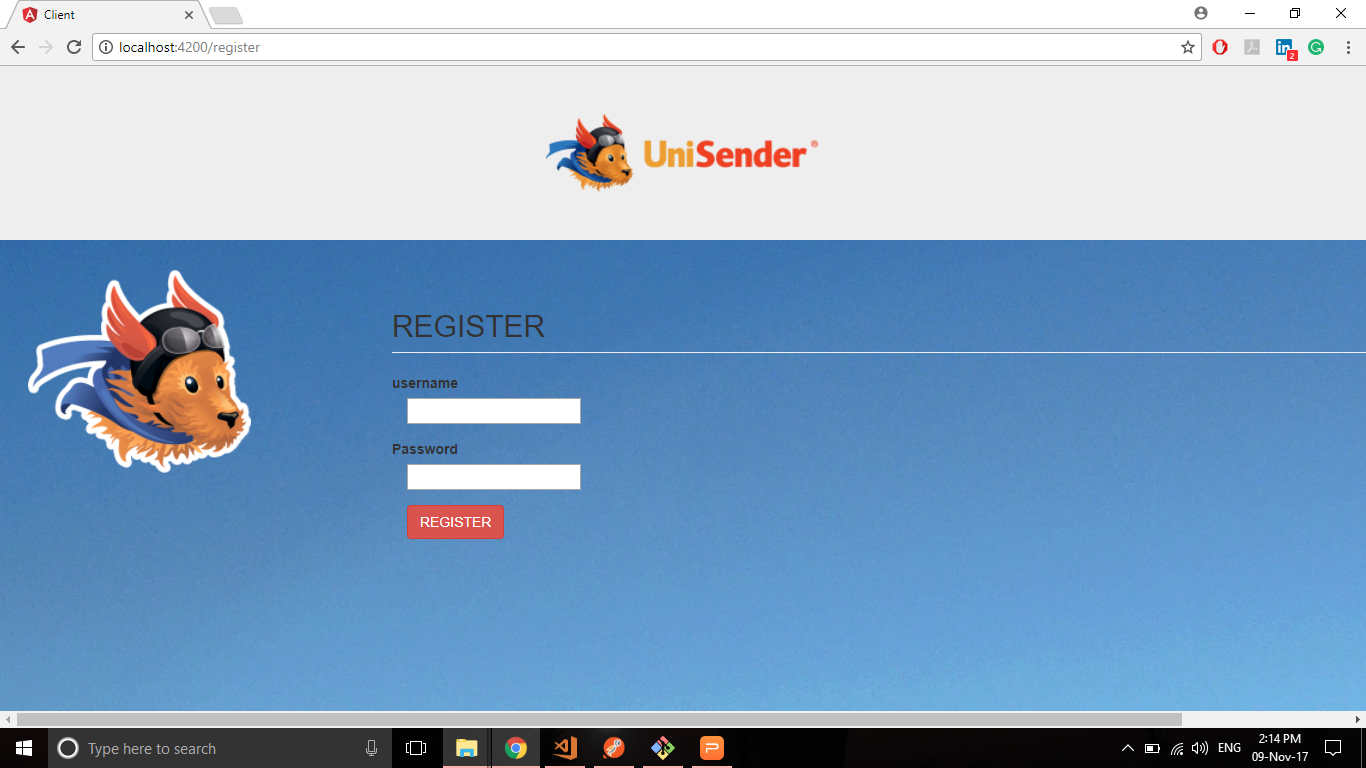 Client
localhost:4200/register
2
UniSender®
REGISTER
username
Password
REGISTER
Type here to search
ENG
2:14 PM
09-Nov-17